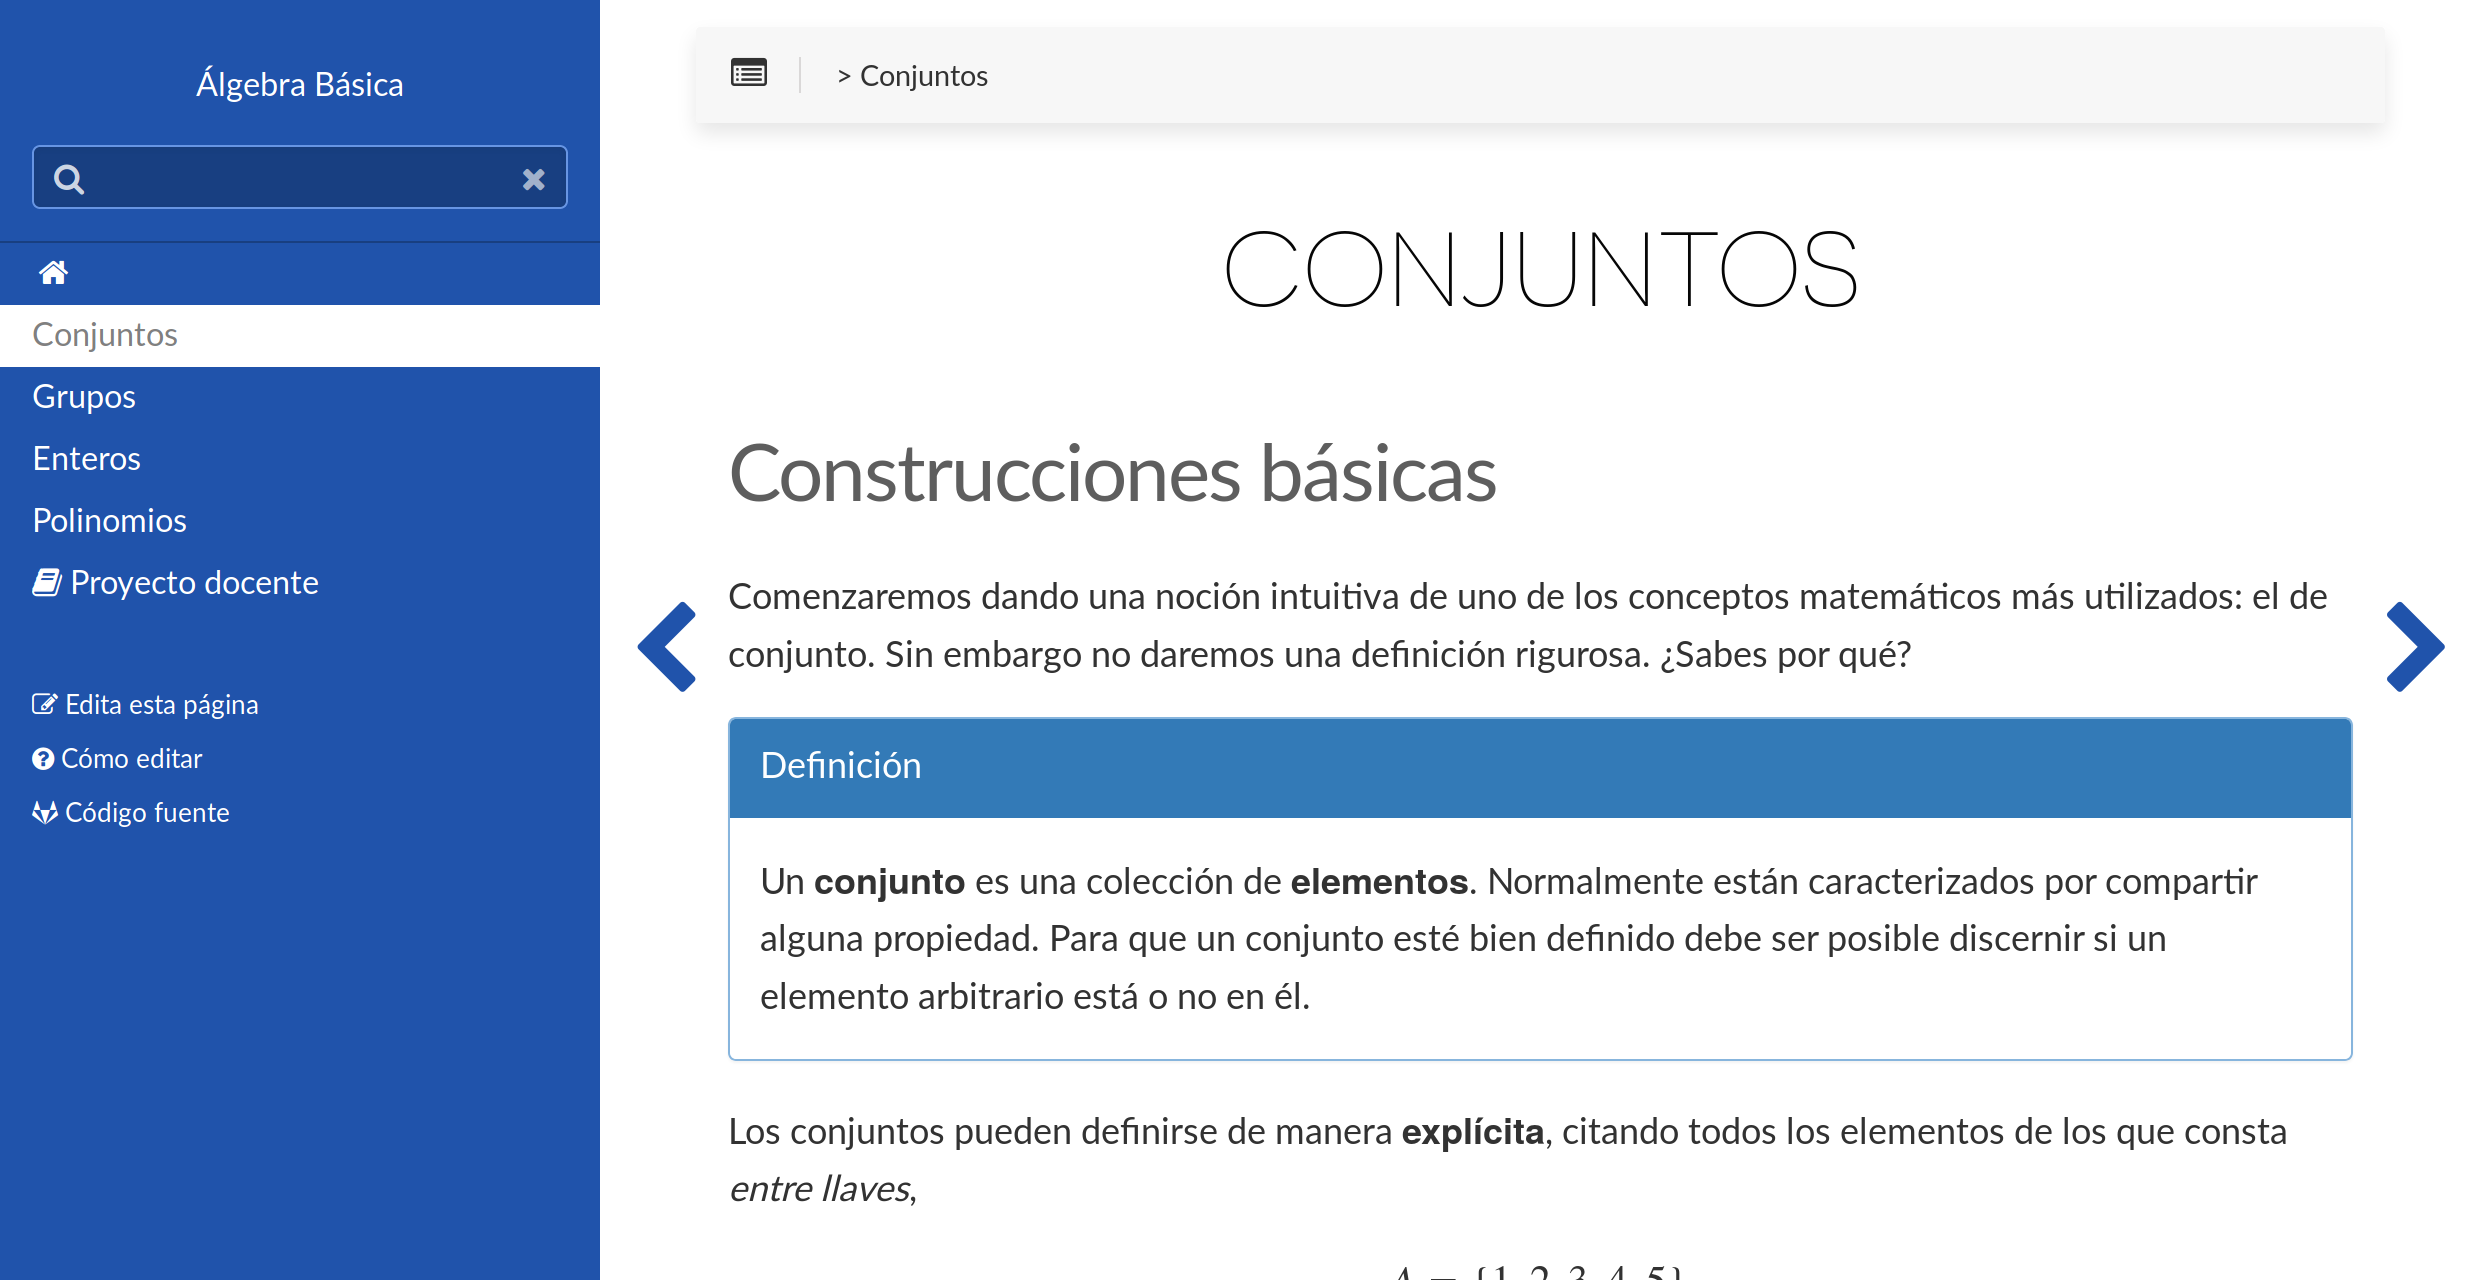 Álgebra Básica
Conjuntos
Grupos
Enteros
Polinomios
Proyecto docente
Edita esta página
Cómo editar
Código fuente
> Conjuntos
CONJUNTOS
Construcciones básicas
Comenzaremos dando una noción intuitiva de uno de los conceptos matemáticos más utilizados: el de
conjunto. Sin embargo no daremos una definición rigurosa. ¿Sabes por qué?
Definición
Un conjunto es una colección de elementos. Normalmente están caracterizados por compartir
alguna propiedad. Para que un conjunto esté bien definido debe ser posible discernir si un
elemento arbitrario está o no en él.
Los conjuntos pueden definirse de manera explícita, citando todos los elementos de los que consta
entre llaves,
A = {1, 2, 3, 4, 5}